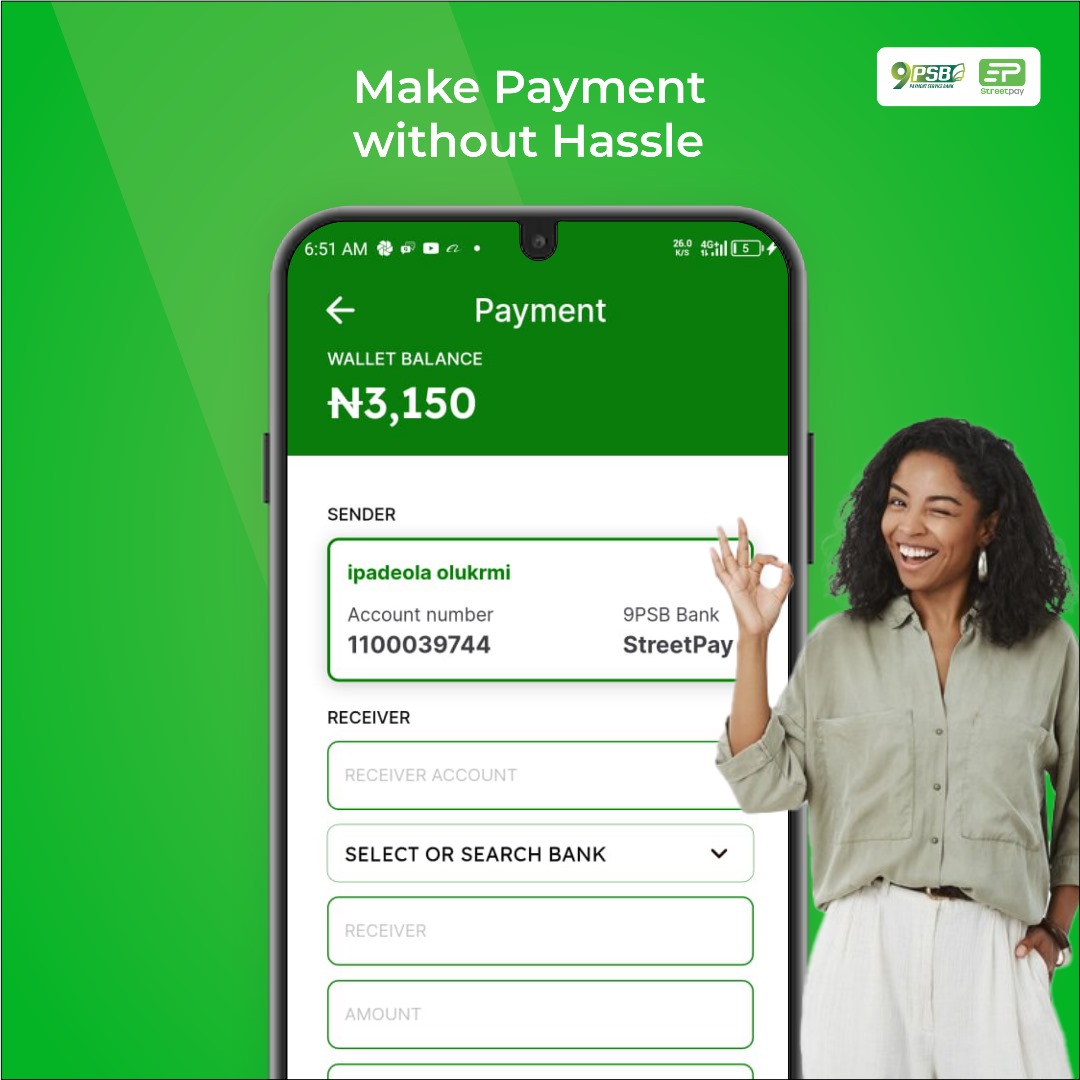 Make Payment
without Hassle
9PSB
PAYMENT SERVICE BANK
Streetpay
6:51 AM
26.0
K/S
4G
5
Payment
WALLET BALANCE
₦3,150
SENDER
ipadeola olukrmi
Account number 9PSB Bank
1100039744 StreetPay
RECEIVER
RECEIVER ACCOUNT
SELECT OR SEARCH BANK
RECEIVER
AMOUNT